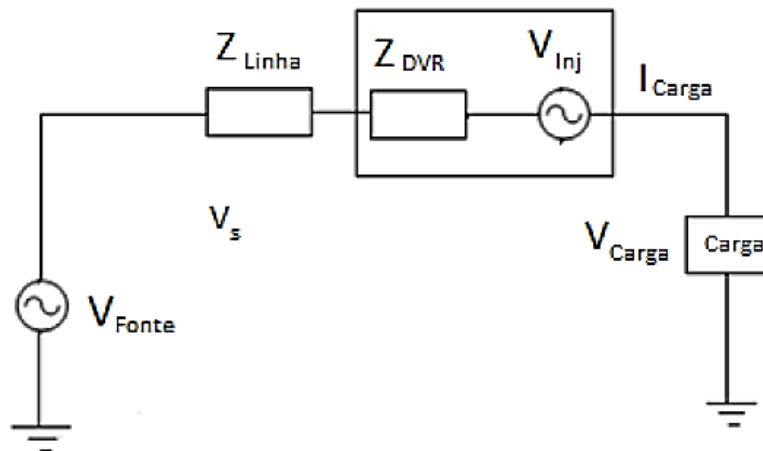 Z Linha
Z DVR
V Inj
I Carga
V s
V Carga
Carga
V Fonte